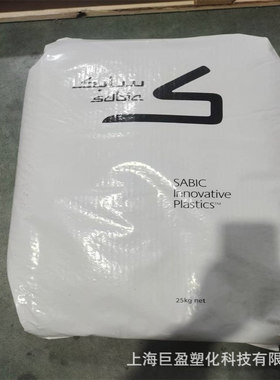 سابك
sabic
SABIC
Innovative
Plastics™
25kg net
上海巨盈塑化科技有限